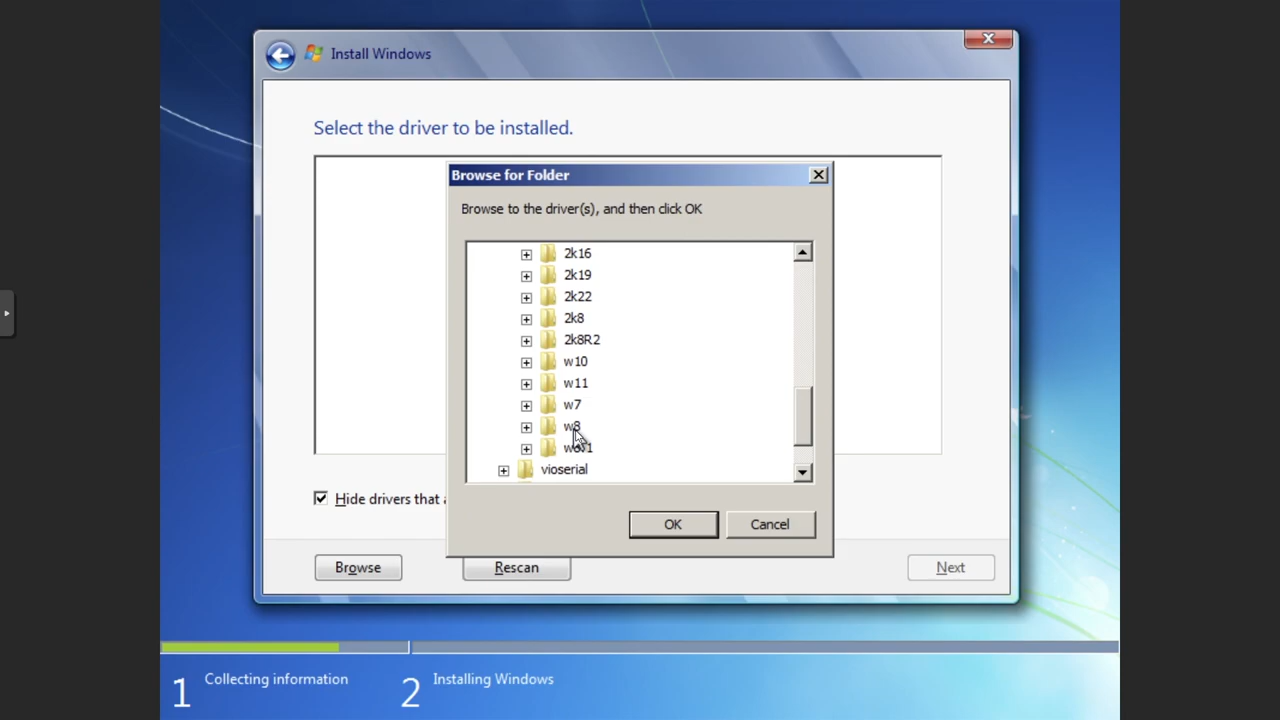 Install Windows
Select the driver to be installed.
Browse for Folder
Browse to the driver(s), and then click OK
2k16
2k19
2k22
2k8
2k8R2
w10
w11
w7
w8
vioserial
OK
Cancel
Hide drivers that
Browse
Rescan
Next
1 Collecting information
2 Installing Windows